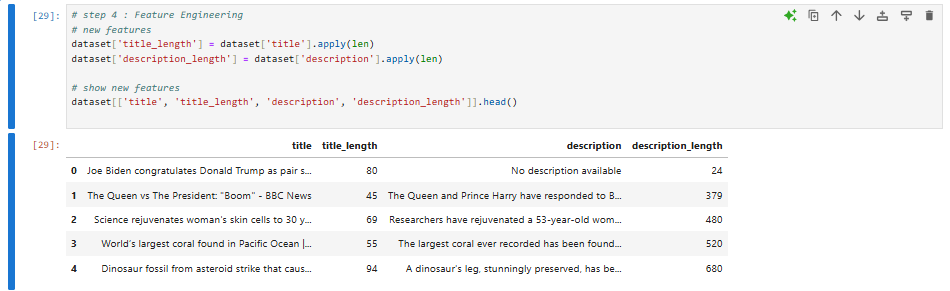 [29]: # step 4 : Feature Engineering
# new features
dataset['title_length'] = dataset['title'].apply(len)
dataset['description_length'] = dataset['description'].apply(len)
# show new features
dataset[['title', 'title_length', 'description', 'description_length']].head()
[29]: title title_length description description_length
0 Joe Biden congratulates Donald Trump as pair s... 80 No description available 24
1 The Queen vs The President: "Boom" - BBC News 45 The Queen and Prince Harry have responded to B... 379
2 Science rejuvenates woman's skin cells to 30 y... 69 Researchers have rejuvenated a 53-year-old wom... 480
3 World's largest coral found in Pacific Ocean |... 55 The largest coral ever recorded has been found... 520
4 Dinosaur fossil from asteroid strike that caus... 94 A dinosaur's leg, stunningly preserved, has be... 680